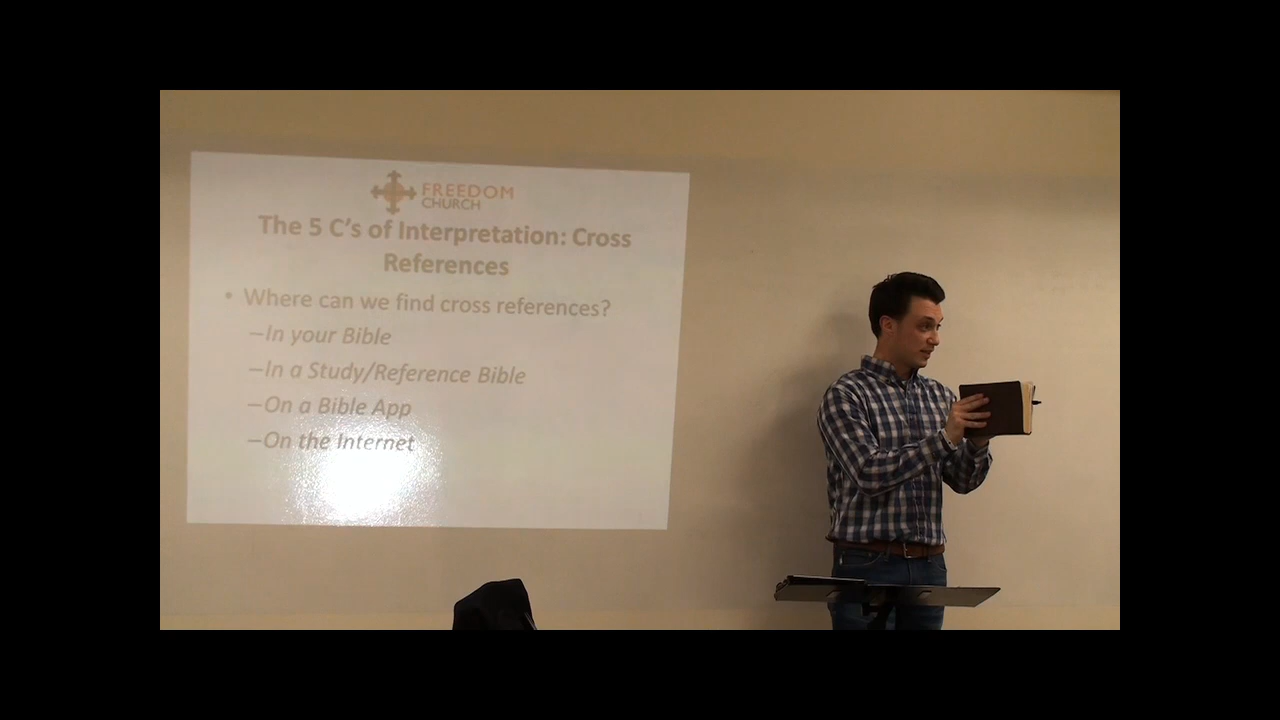 FREEDOM
CHURCH
The 5 C's of Interpretation: Cross
References
• Where can we find cross references?
–In your Bible
–In a Study/Reference Bible
–On a Bible App
–On the Internet